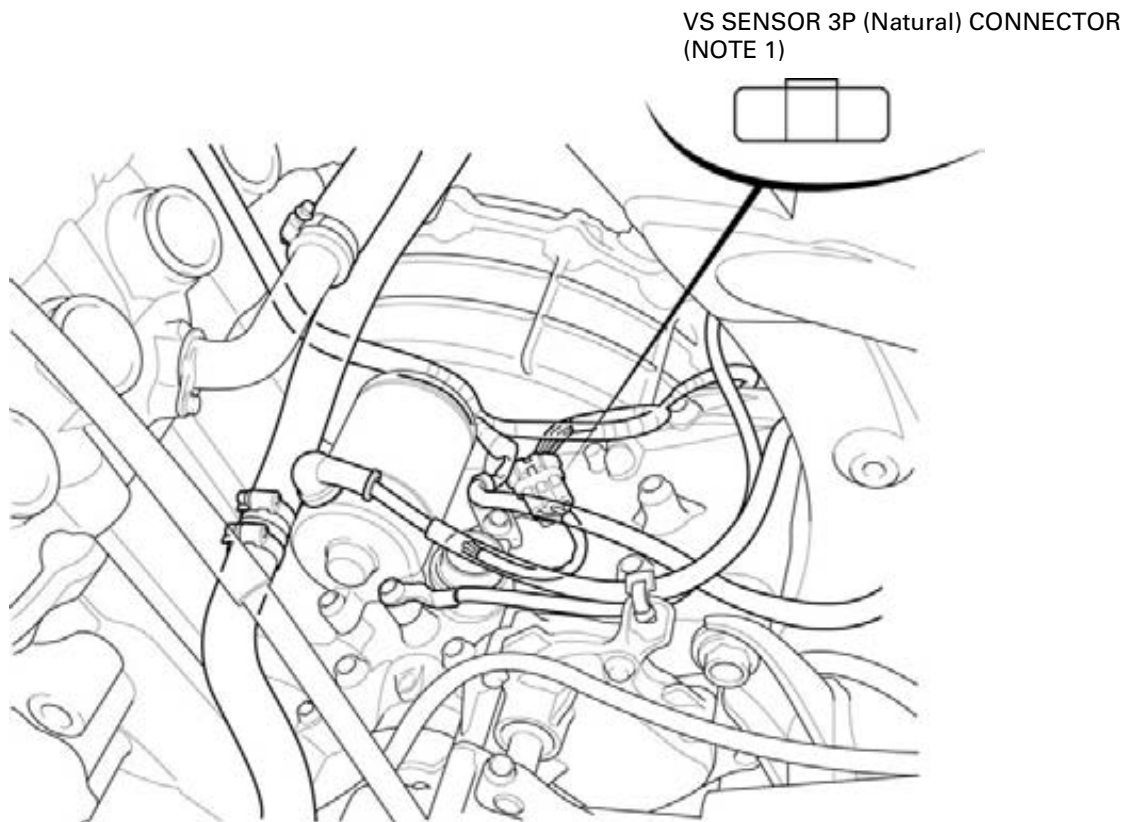 VS SENSOR 3P (Natural) CONNECTOR
(NOTE 1)